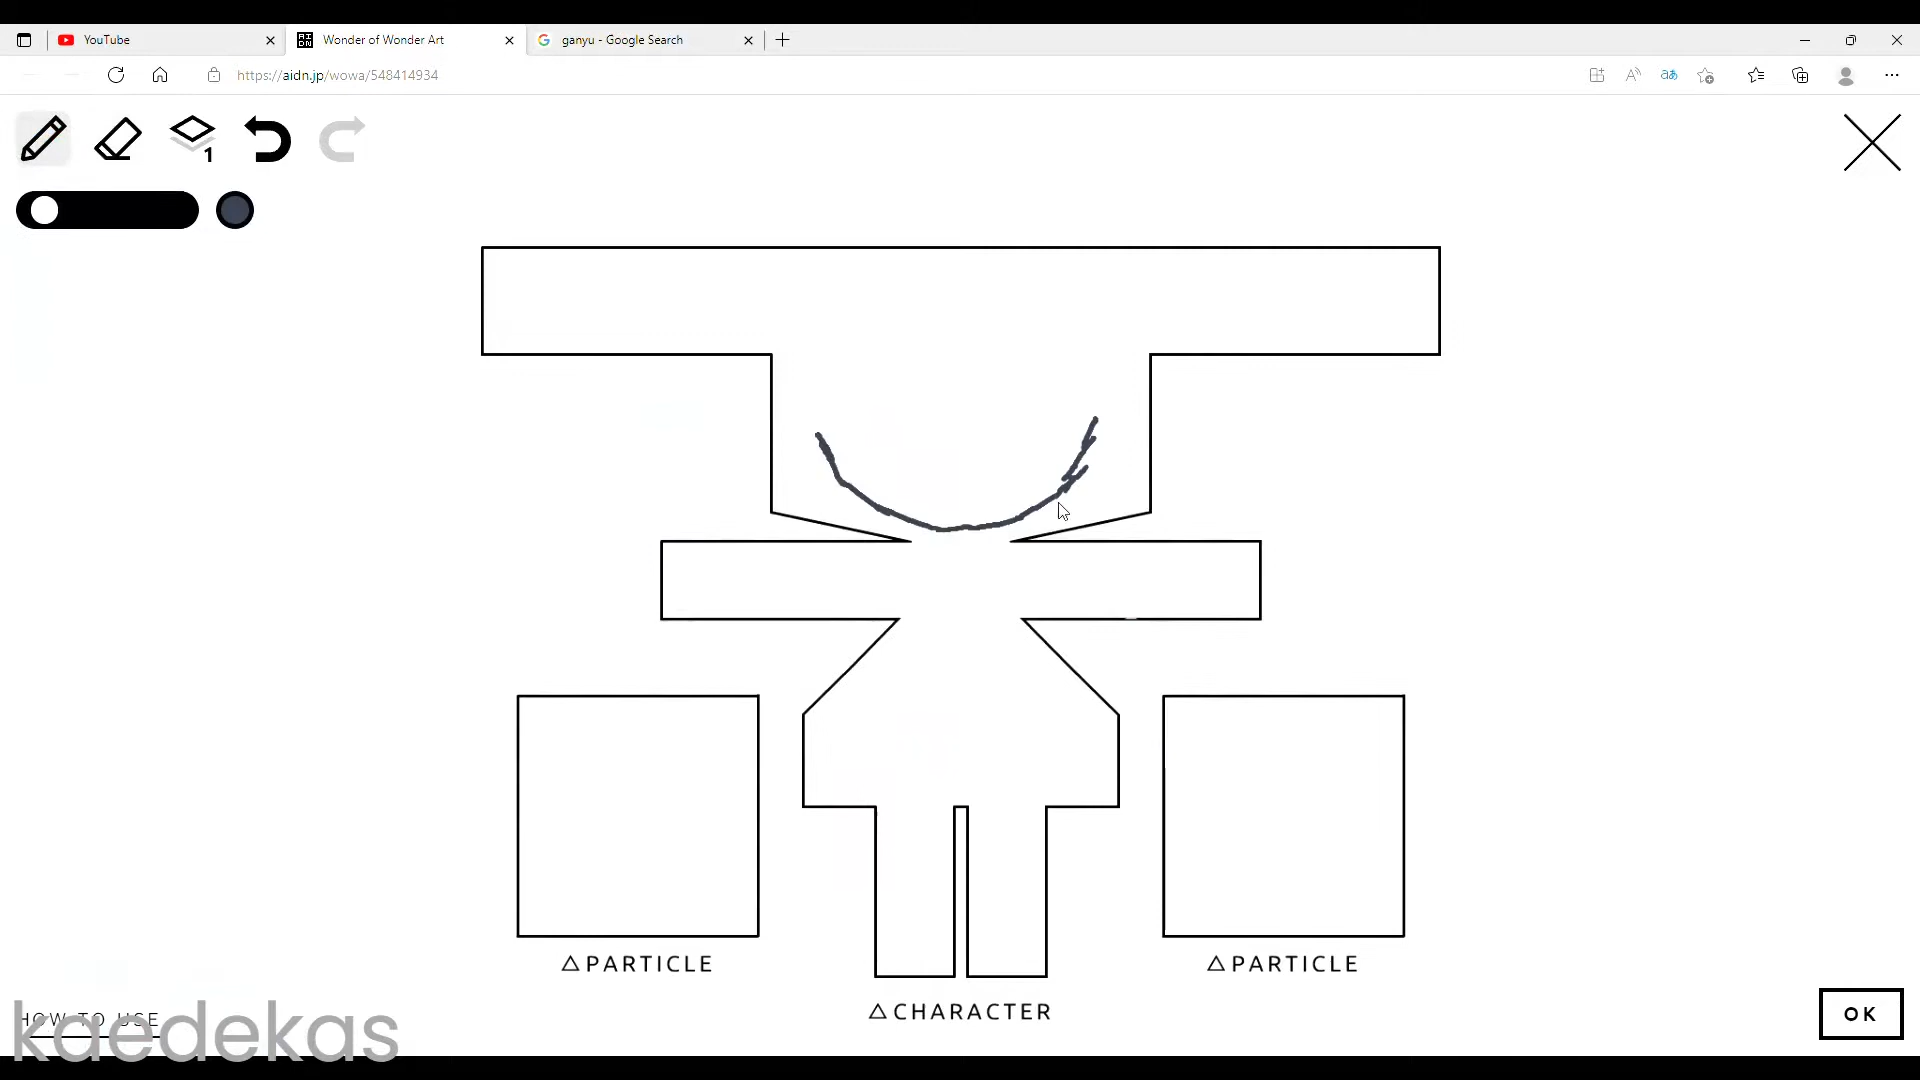 YouTube
Wonder of Wonder Art
ganyu - Google Search
https://aidn.jp/wowa/548414934
1
△PARTICLE
△PARTICLE
△CHARACTER
HOW TO USE
kaedekas
OK